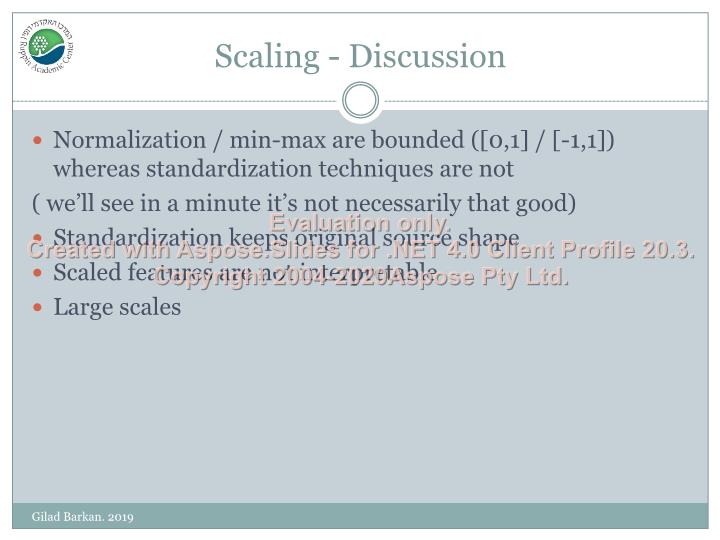 Scaling - Discussion
Normalization / min-max are bounded ([0,1] / [-1,1])
whereas standardization techniques are not
( we’ll see in a minute it’s not necessarily that good)
Evaluation only.
Standardization keeps original source shape
Created with Aspose.Slides for .NET 4.0 Client Profile 20.3.
Scaled features are not interpretable
Copyright 2004-2020Aspose Pty Ltd.
Large scales
Gilad Barkan. 2019
Ruppin Academic Center